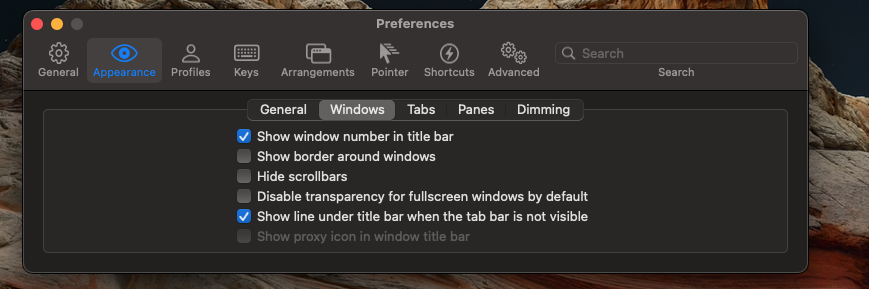 Preferences
General Appearance Profiles Keys Arrangements Pointer Shortcuts Advanced Search
Search
General Windows Tabs Panes Dimming
Show window number in title bar
Show border around windows
Hide scrollbars
Disable transparency for fullscreen windows by default
Show line under title bar when the tab bar is not visible
Show proxy icon in window title bar